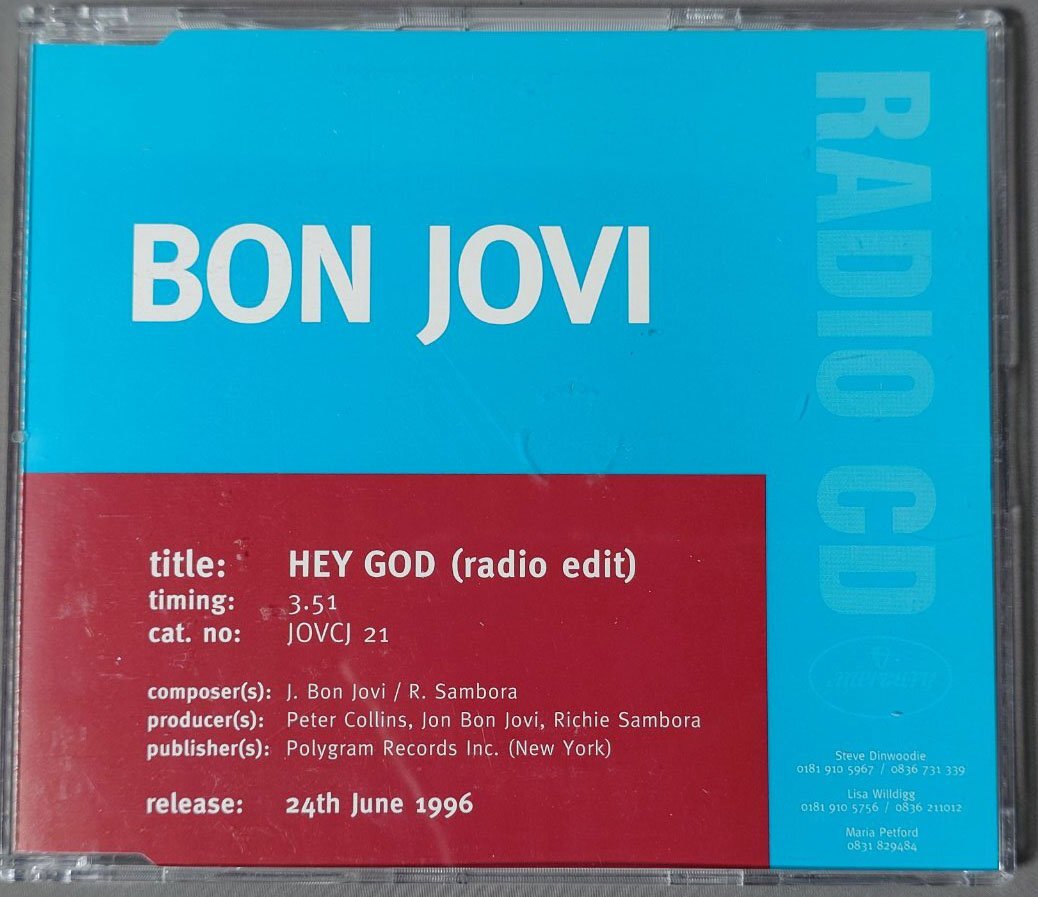 BON JOVI
title: HEY GOD (radio edit)
timing: 3.51
cat. no: JOVCJ 21
composer(s): J. Bon Jovi / R. Sambora
producer(s): Peter Collins, Jon Bon Jovi, Richie Sambora
publisher(s): Polygram Records Inc. (New York)
release: 24th June 1996
RADIO CD
mercury
Steve Dinwoodie
0181 910 5967 / 0836 731 339
Lisa Willdigg
0181 910 5756 / 0836 211012
Maria Petford
0831 829484